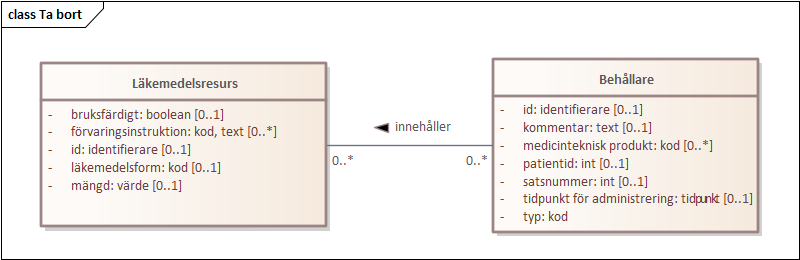 class Ta bort
Läkemedelsresurs
- bruksfärdigt: boolean [0..1]
- förvaringsinstruktion: kod, text [0..*]
- id: identifierare [0..1]
- läkemedelsform: kod [0..1]
- mängd: värde [0..1]
innehåller
0..*
0..*
Behållare
- id: identifierare [0..1]
- kommentar: text [0..1]
- medicinteknisk produkt: kod [0..*]
- patientid: int [0..1]
- satsnummer: int [0..1]
- tidpunkt för administrering: tidpunkt [0..1]
- typ: kod